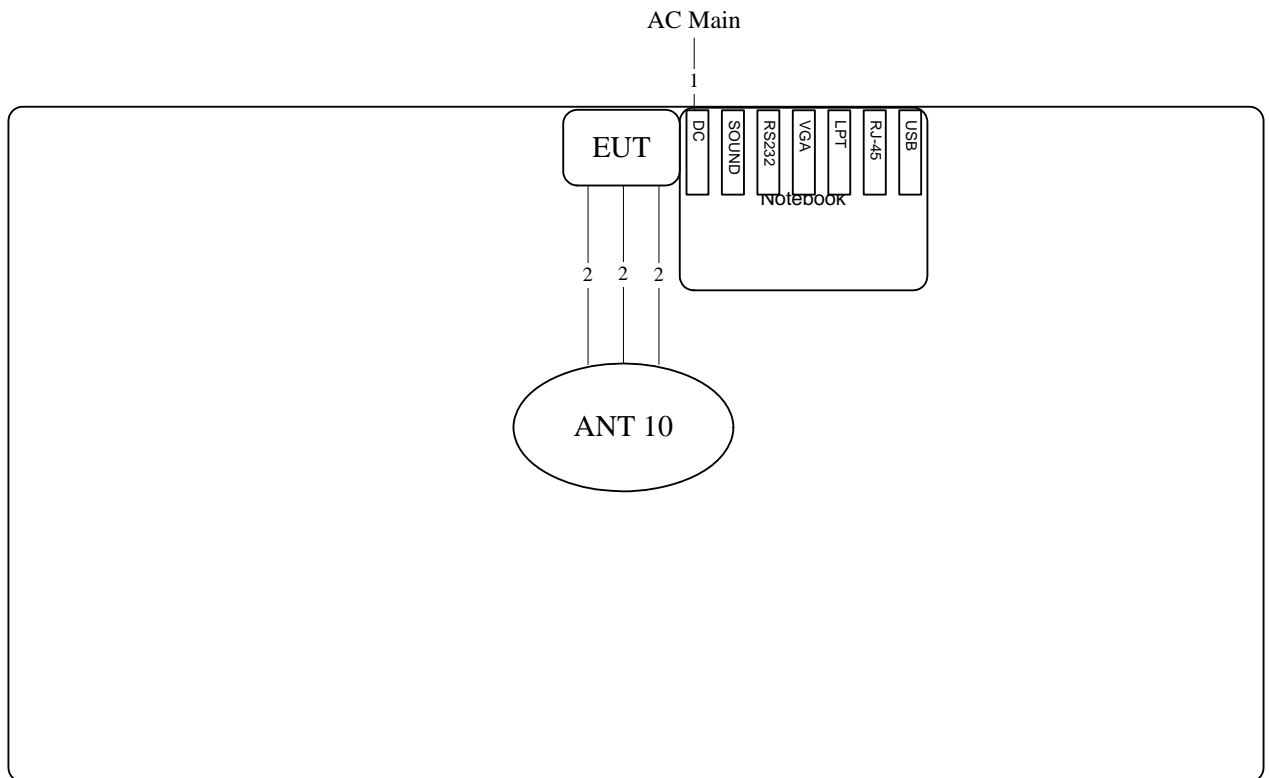 AC Main
1
EUT
DC
SOUND
RS232
VGA
LPT
RJ-45
USB
Notebook
2 2 2
ANT 10